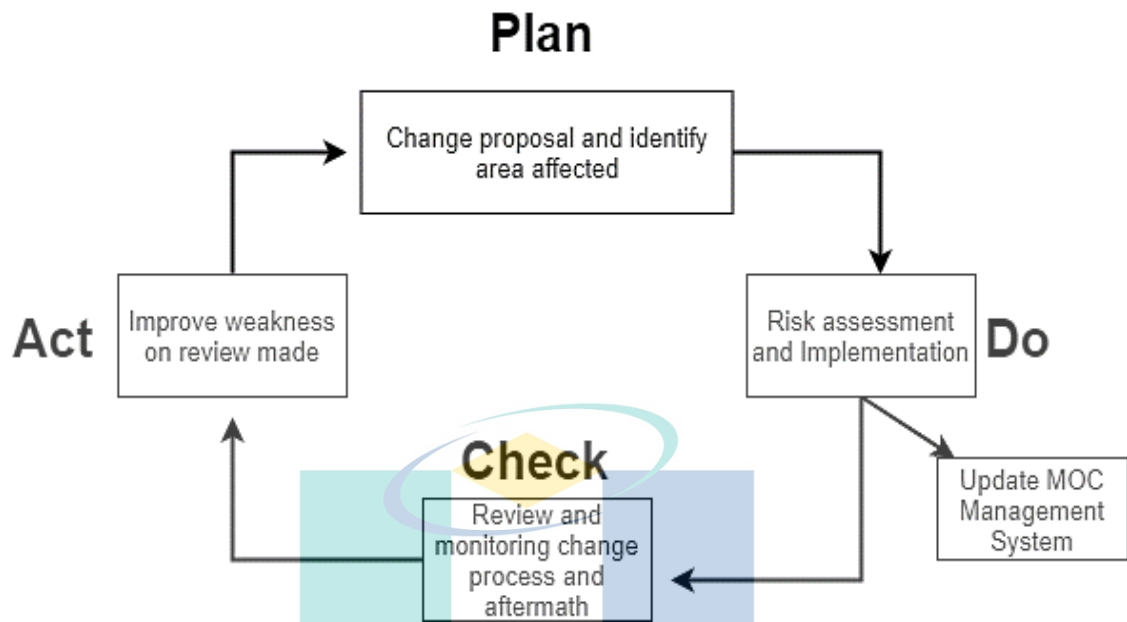 Plan
Change proposal and identify
area affected
Act
Improve weakness
on review made
Risk assessment
and Implementation
Do
Check
Review and
monitoring change
process and
aftermath
Update MOC
Management
System